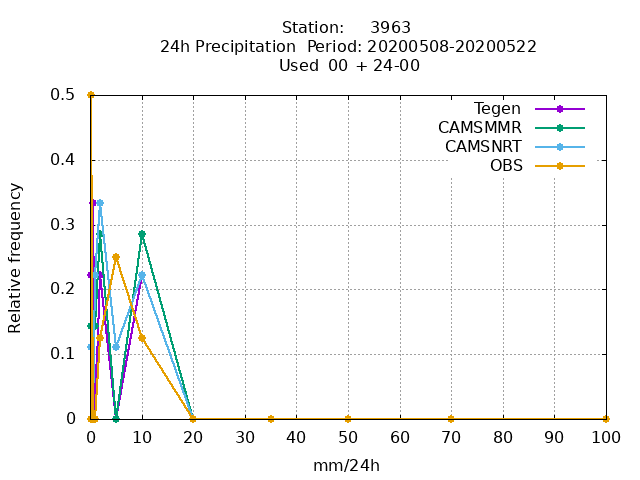 Station:     3963
24h Precipitation  Period: 20200508-20200522
Used  00 + 24-00
Tegen
CAMSMMR
CAMSNRT
OBS
Relative frequency
0.5
0.4
0.3
0.2
0.1
0
0 10 20 30 40 50 60 70 80 90 100
mm/24h